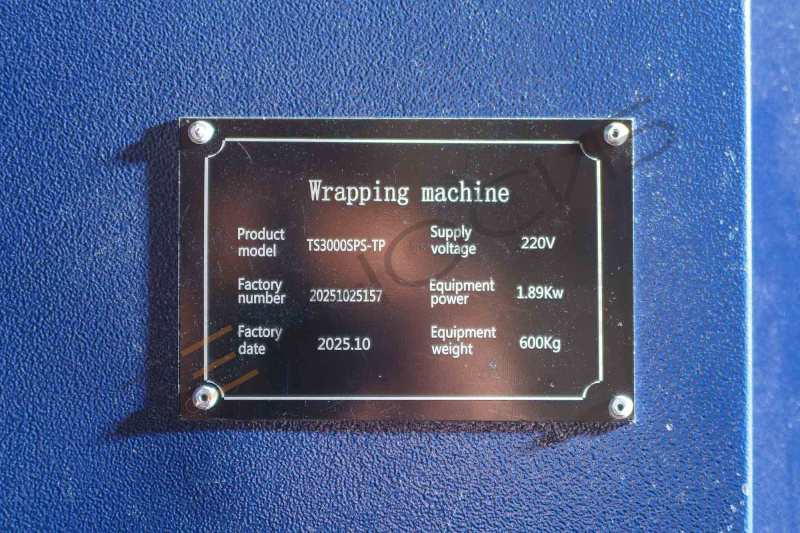 Wrapping machine
Product model TS3000SPS-TP
Supply voltage 220V
Factory number 20251025157
Equipment power 1.89Kw
Factory date 2025.10
Equipment weight 600Kg